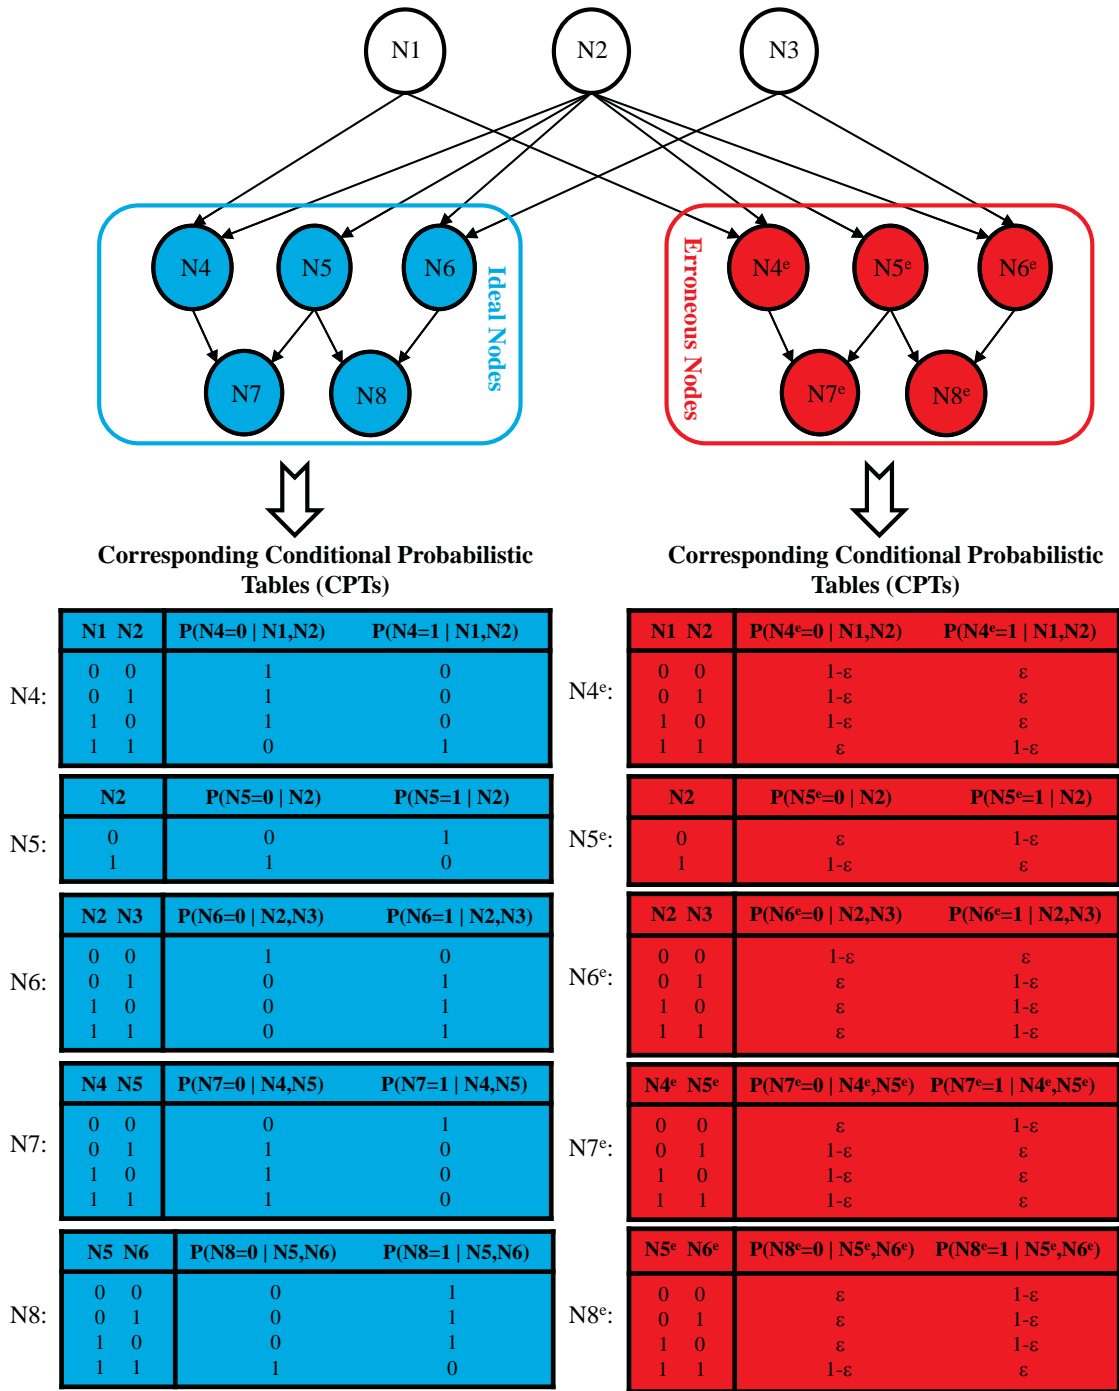 N1 N2 N3
N4 N5 N6 Ideal Nodes
Erroneous Nodes N4ᵉ N5ᵉ N6ᵉ
N7 N8 N7ᵉ N8ᵉ
Corresponding Conditional Probabilistic
Tables (CPTs)
N4:
N1 N2 P(N4=0 | N1,N2) P(N4=1 | N1,N2)
0 0 1 0
0 1 1 0
1 0 1 0
1 1 0 1
N5:
N2 P(N5=0 | N2) P(N5=1 | N2)
0 0 1
1 1 0
N6:
N2 N3 P(N6=0 | N2,N3) P(N6=1 | N2,N3)
0 0 1 0
0 1 0 1
1 0 0 1
1 1 0 1
N7:
N4 N5 P(N7=0 | N4,N5) P(N7=1 | N4,N5)
0 0 0 1
0 1 1 0
1 0 1 0
1 1 1 0
N8:
N5 N6 P(N8=0 | N5,N6) P(N8=1 | N5,N6)
0 0 0 1
0 1 0 1
1 0 0 1
1 1 1 0
Corresponding Conditional Probabilistic
Tables (CPTs)
N4ᵉ:
N1 N2 P(N4ᵉ=0 | N1,N2) P(N4ᵉ=1 | N1,N2)
0 0 1-ε ε
0 1 1-ε ε
1 0 1-ε ε
1 1 ε 1-ε
N5ᵉ:
N2 P(N5ᵉ=0 | N2) P(N5ᵉ=1 | N2)
0 ε 1-ε
1 1-ε ε
N6ᵉ:
N2 N3 P(N6ᵉ=0 | N2,N3) P(N6ᵉ=1 | N2,N3)
0 0 1-ε ε
0 1 ε 1-ε
1 0 ε 1-ε
1 1 ε 1-ε
N7ᵉ:
N4ᵉ N5ᵉ P(N7ᵉ=0 | N4ᵉ,N5ᵉ) P(N7ᵉ=1 | N4ᵉ,N5ᵉ)
0 0 ε 1-ε
0 1 1-ε ε
1 0 1-ε ε
1 1 1-ε ε
N8ᵉ:
N5ᵉ N6ᵉ P(N8ᵉ=0 | N5ᵉ,N6ᵉ) P(N8ᵉ=1 | N5ᵉ,N6ᵉ)
0 0 ε 1-ε
0 1 ε 1-ε
1 0 ε 1-ε
1 1 1-ε ε